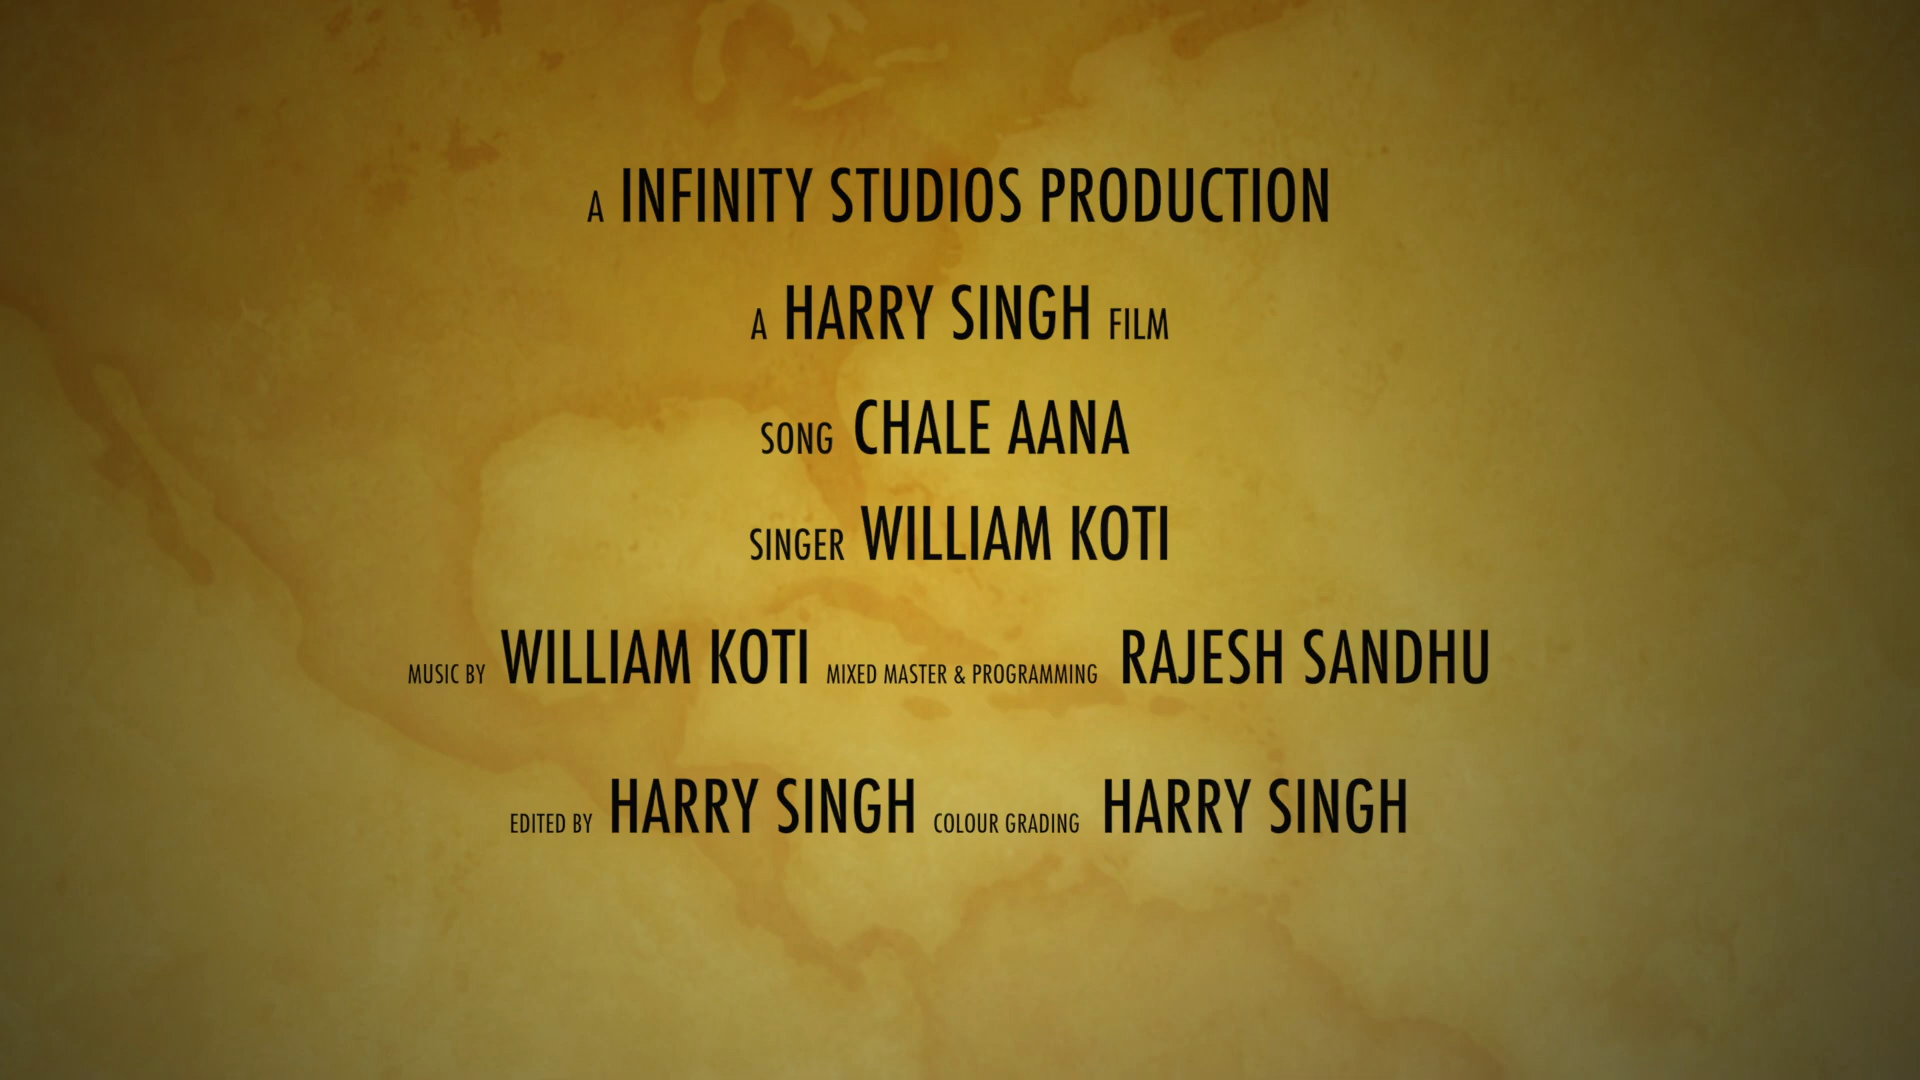 A INFINITY STUDIOS PRODUCTION
A HARRY SINGH FILM
SONG CHALE AANA
SINGER WILLIAM KOTI
MUSIC BY WILLIAM KOTI MIXED MASTER & PROGRAMMING RAJESH SANDHU
EDITED BY HARRY SINGH COLOUR GRADING HARRY SINGH